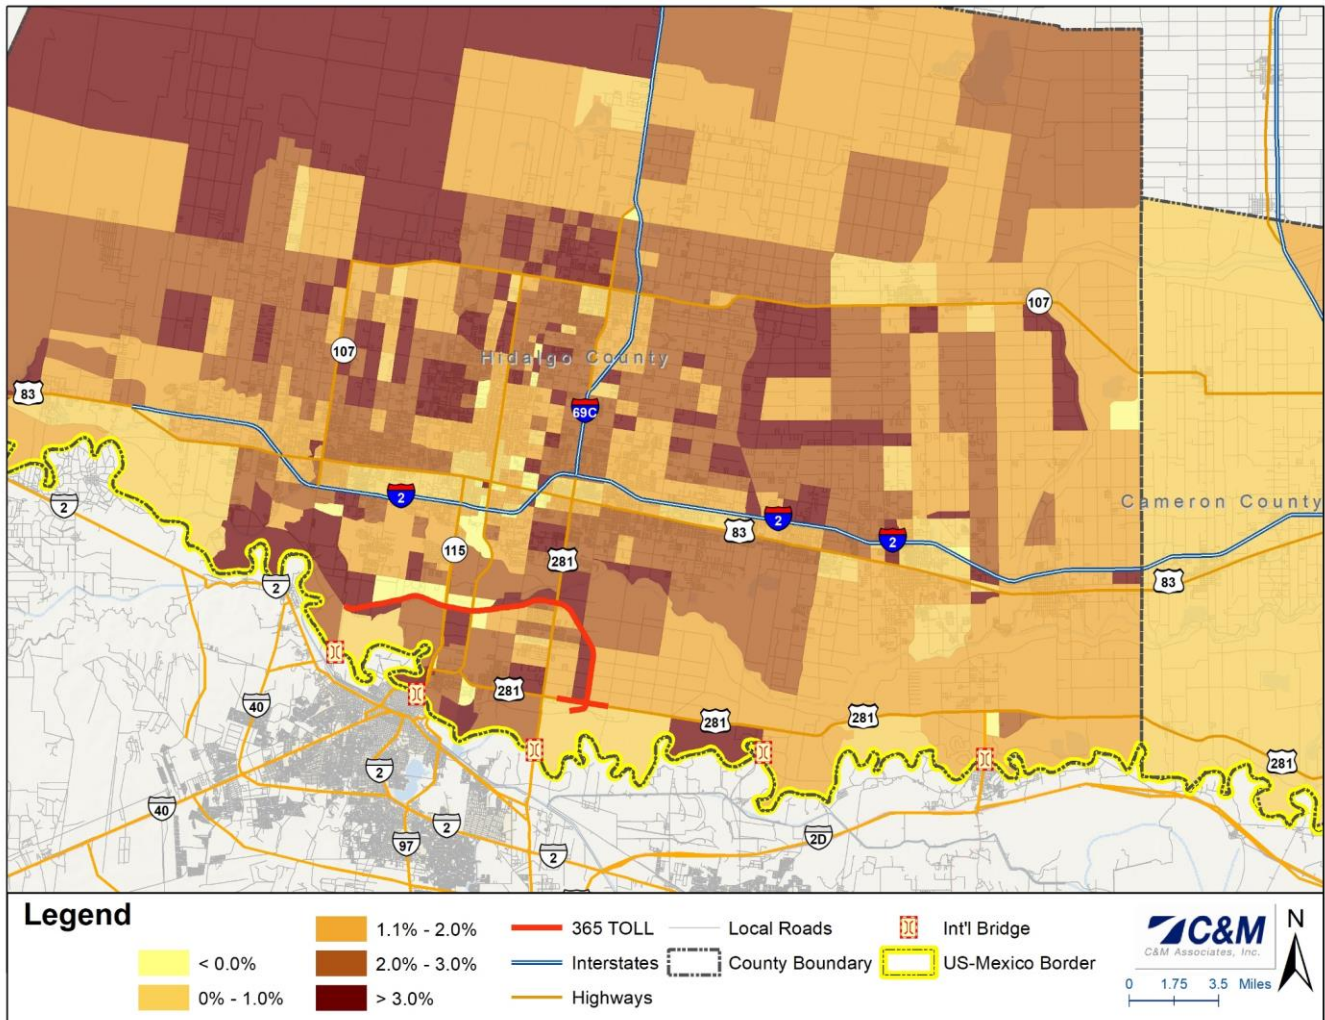 107
107
Hidalgo County
83
69C
2
2
Cameron County
2
83
2
115
281
83
2
281
40
281
281
281
2
40
2
2D
97
2
Legend
< 0.0%
0% - 1.0%
1.1% - 2.0%
2.0% - 3.0%
> 3.0%
365 TOLL
Interstates
Highways
Local Roads
County Boundary
Int'l Bridge
US-Mexico Border
C&M
C&M Associates, Inc.
N
0 1.75 3.5 Miles